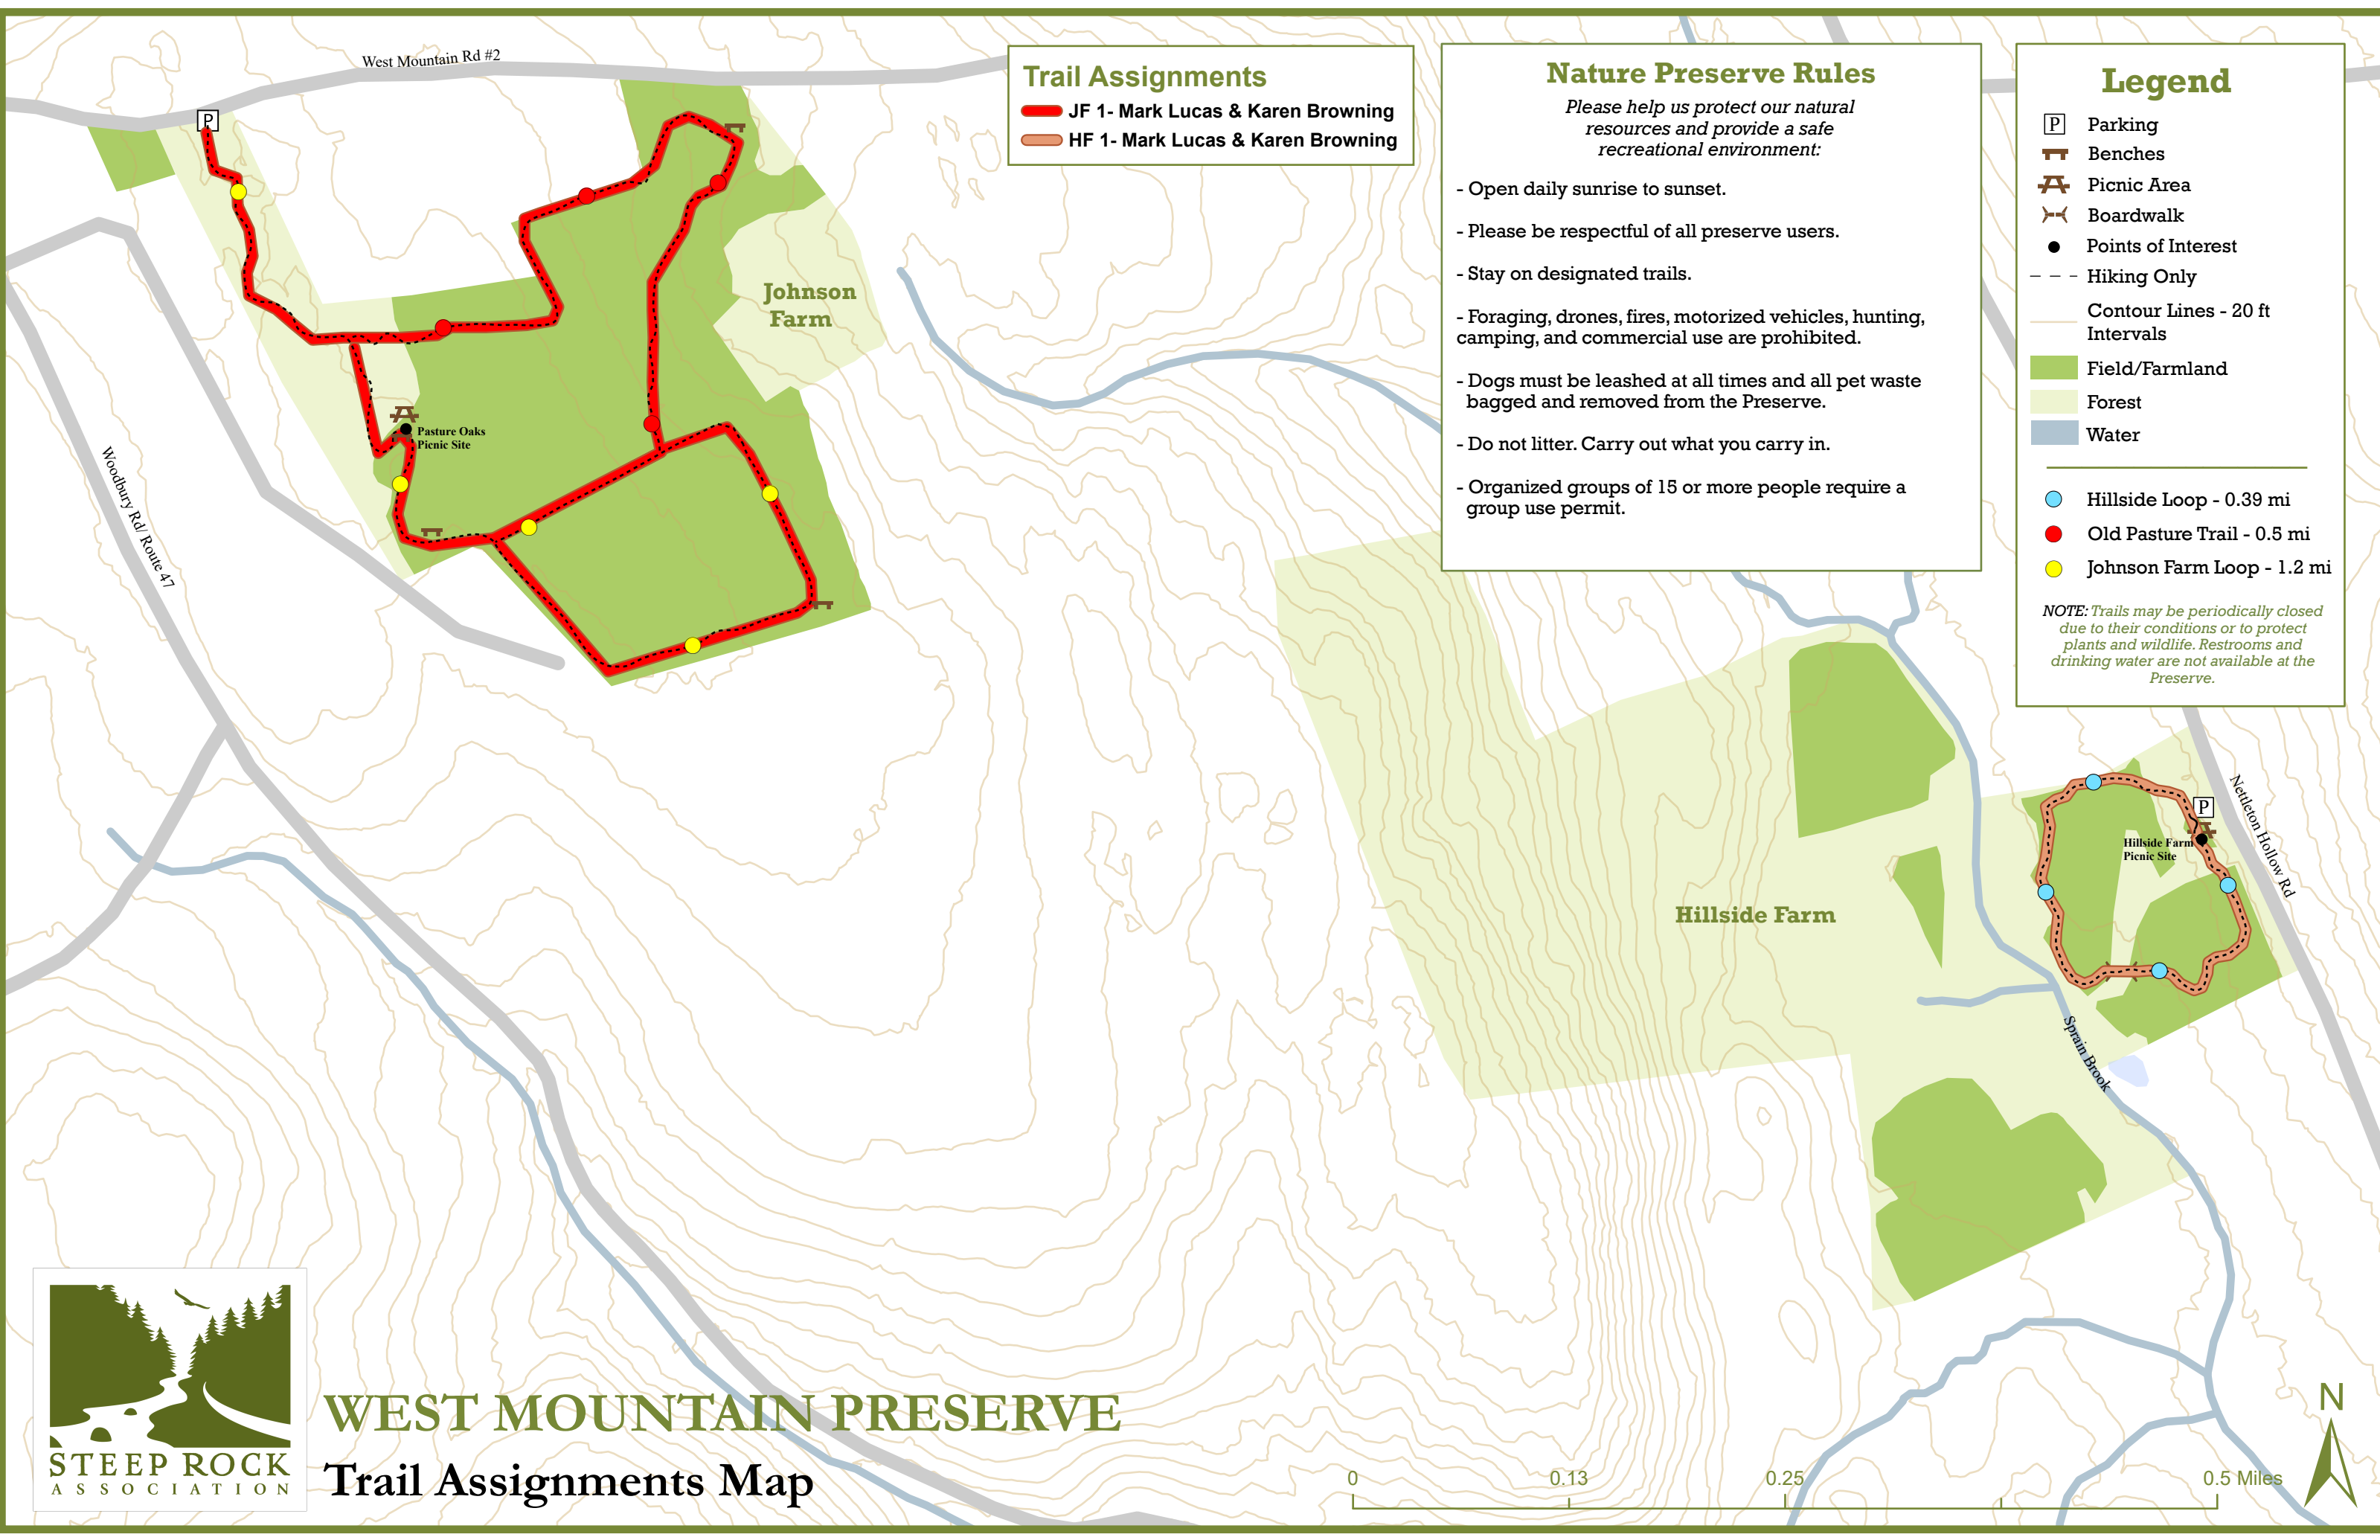 West Mountain Rd #2
P
Trail Assignments
JF 1- Mark Lucas & Karen Browning
HF 1- Mark Lucas & Karen Browning
Nature Preserve Rules
Please help us protect our natural
resources and provide a safe
recreational environment:
- Open daily sunrise to sunset.
- Please be respectful of all preserve users.
- Stay on designated trails.
- Foraging, drones, fires, motorized vehicles, hunting,
camping, and commercial use are prohibited.
- Dogs must be leashed at all times and all pet waste
bagged and removed from the Preserve.
- Do not litter. Carry out what you carry in.
- Organized groups of 15 or more people require a
group use permit.
Legend
P Parking
Benches
Picnic Area
Boardwalk
Points of Interest
Hiking Only
Contour Lines - 20 ft
Intervals
Field/Farmland
Forest
Water
Hillside Loop - 0.39 mi
Old Pasture Trail - 0.5 mi
Johnson Farm Loop - 1.2 mi
NOTE: Trails may be periodically closed
due to their conditions or to protect
plants and wildlife. Restrooms and
drinking water are not available at the
Preserve.
Johnson
Farm
Pasture Oaks
Picnic Site
Woodbury Rd/ Route 47
P
Hillside Farm
Picnic Site
Nettleton Hollow Rd
Hillside Farm
Sprain Brook
STEEP ROCK
ASSOCIATION
WEST MOUNTAIN PRESERVE
Trail Assignments Map
0 0.13 0.25 0.5 Miles
N